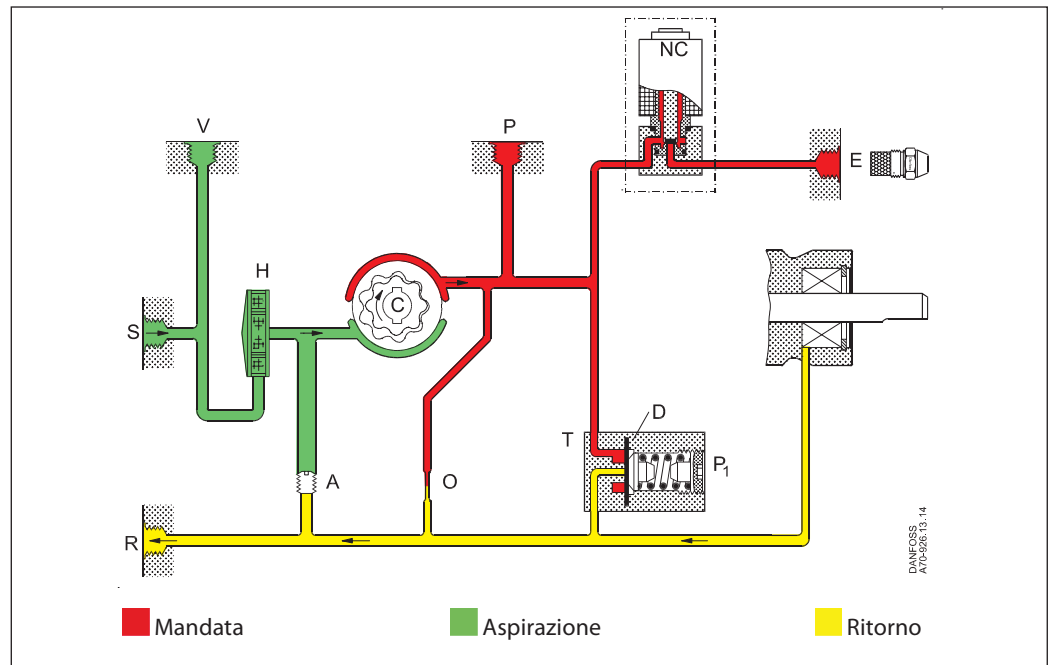 NC
V
P
E
H
C
S
D
T
P1
A
O
R
DANFOSS
A70-926.13.14
Mandata
Aspirazione
Ritorno